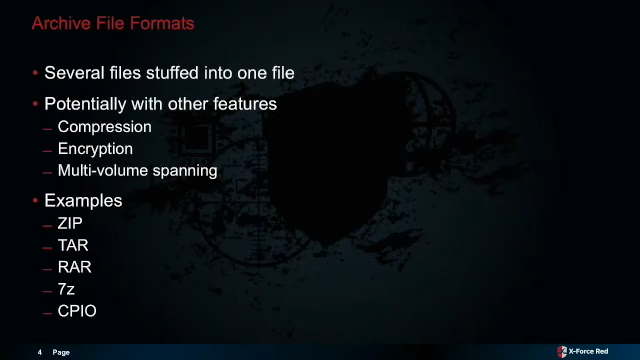 Archive File Formats
• Several files stuffed into one file
• Potentially with other features
– Compression
– Encryption
– Multi-volume spanning
• Examples
– ZIP
– TAR
– RAR
– 7z
– CPIO
4 Page
X-Force Red